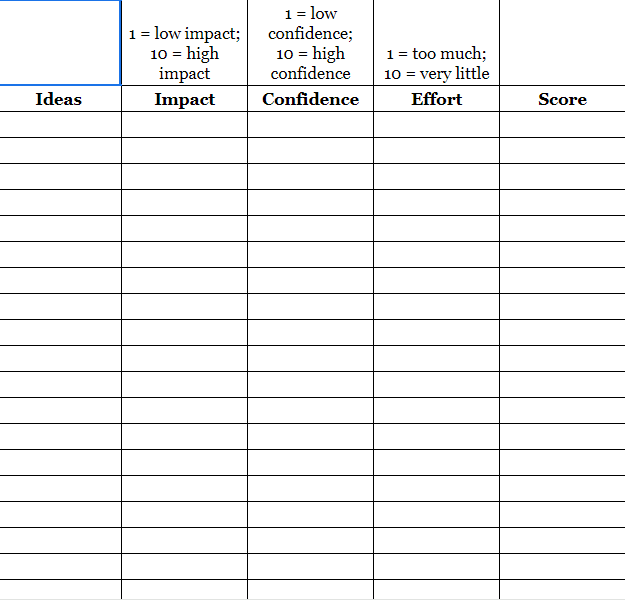 1 = low impact;
10 = high
impact
1 = low
confidence;
10 = high
confidence
1 = too much;
10 = very little
Ideas Impact Confidence Effort Score